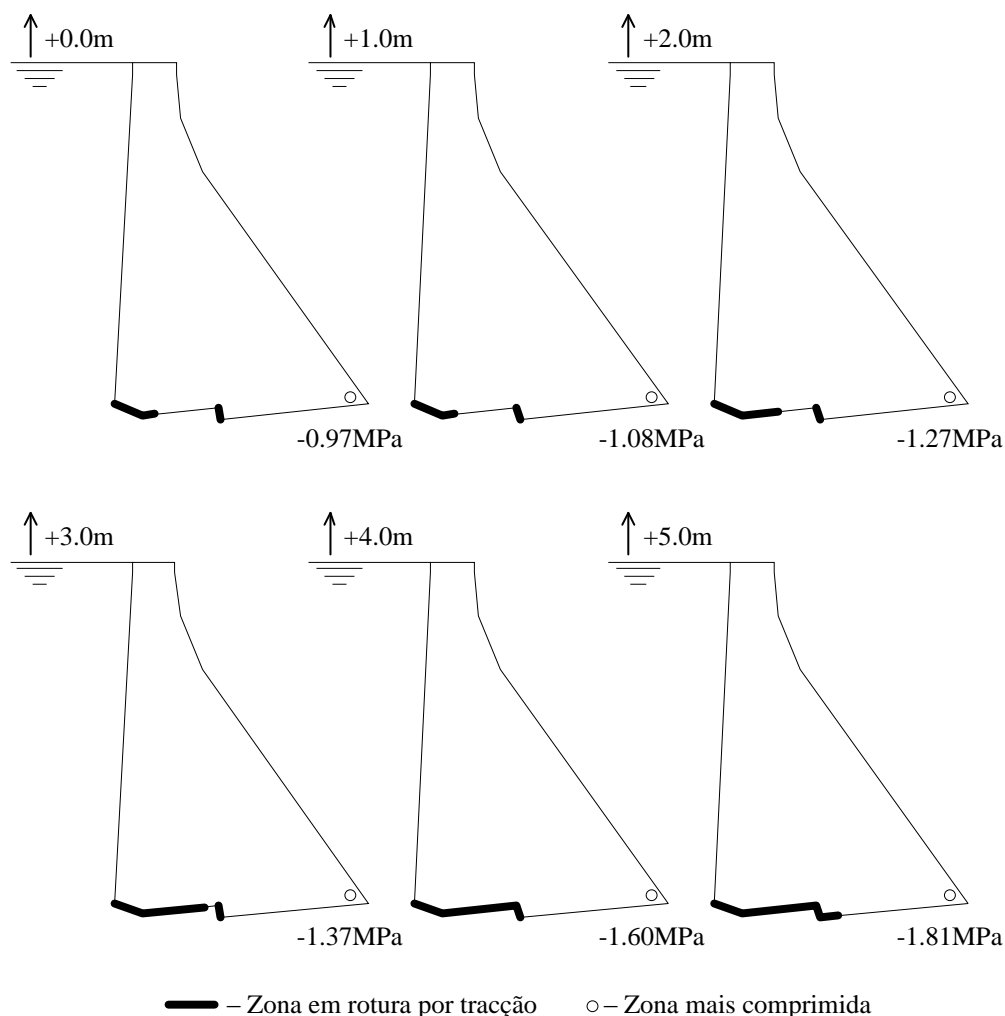 +0.0m +1.0m +2.0m
-0.97MPa -1.08MPa -1.27MPa
+3.0m +4.0m +5.0m
-1.37MPa -1.60MPa -1.81MPa
– Zona em rotura por tracção – Zona mais comprimida